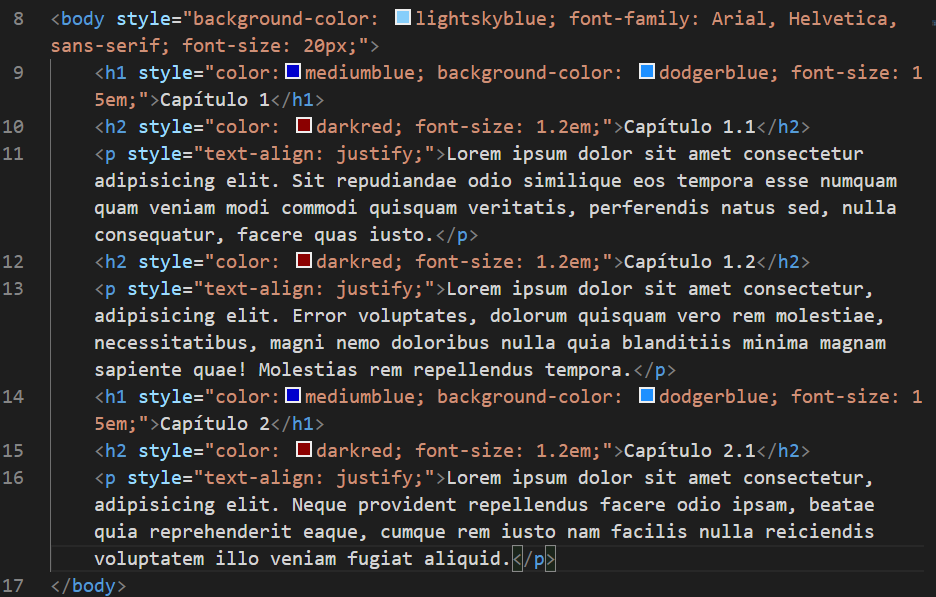 8 <body style="background-color: lightskyblue; font-family: Arial, Helvetica,
sans-serif; font-size: 20px;">
9 <h1 style="color:mediumblue; background-color: dodgerblue; font-size: 1
5em;">Capítulo 1</h1>
10 <h2 style="color: darkred; font-size: 1.2em;">Capítulo 1.1</h2>
11 <p style="text-align: justify;">Lorem ipsum dolor sit amet consectetur
adipisicing elit. Sit repudiandae odio similique eos tempora esse numquam
quam veniam modi commodi quisquam veritatis, perferendis natus sed, nulla
consequatur, facere quas iusto.</p>
12 <h2 style="color: darkred; font-size: 1.2em;">Capítulo 1.2</h2>
13 <p style="text-align: justify;">Lorem ipsum dolor sit amet consectetur,
adipisicing elit. Error voluptates, dolorum quisquam vero rem molestiae,
necessitatibus, magni nemo doloribus nulla quia blanditiis minima magnam
sapiente quae! Molestias rem repellendus tempora.</p>
14 <h1 style="color:mediumblue; background-color: dodgerblue; font-size: 1
5em;">Capítulo 2</h1>
15 <h2 style="color: darkred; font-size: 1.2em;">Capítulo 2.1</h2>
16 <p style="text-align: justify;">Lorem ipsum dolor sit amet consectetur,
adipisicing elit. Neque provident repellendus facere odio ipsam, beatae
quia reprehenderit eaque, cumque rem iusto nam facilis nulla reiciendis
voluptatem illo veniam fugiat aliquid.</p>
17 </body>